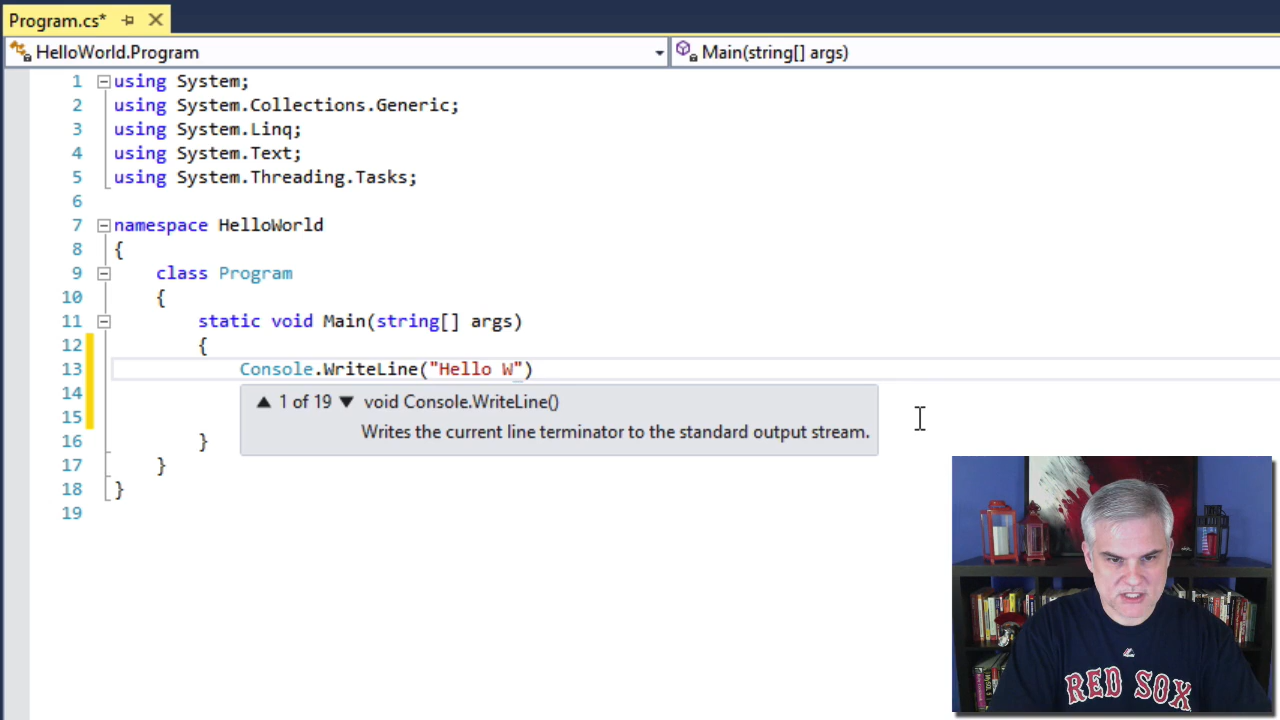 Program.cs*
HelloWorld.Program
Main(string[] args)
1 using System;
2 using System.Collections.Generic;
3 using System.Linq;
4 using System.Text;
5 using System.Threading.Tasks;
6
7 namespace HelloWorld
8 {
9 class Program
10 {
11 static void Main(string[] args)
12 {
13 Console.WriteLine("Hello W")
14 ▲ 1 of 19 ▼ void Console.WriteLine()
15 Writes the current line terminator to the standard output stream.
16 }
17 }
18 }
19
RED SOX